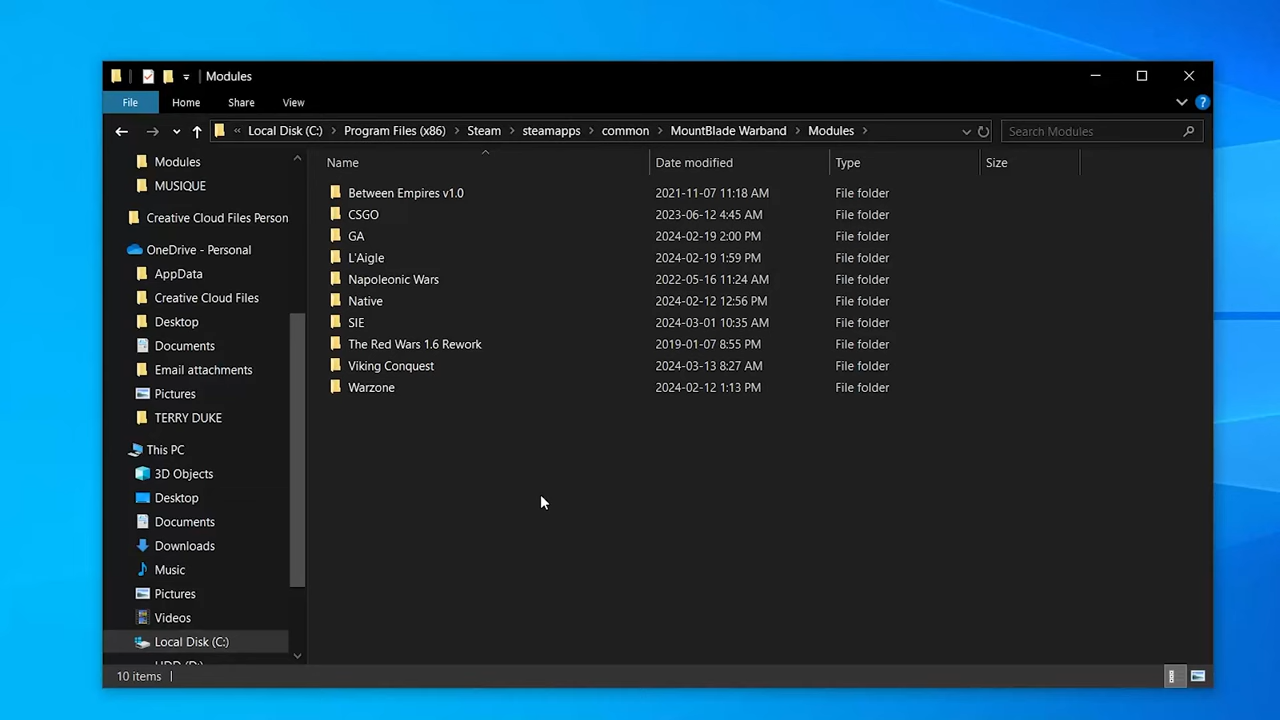 Modules
File Home Share View
« Local Disk (C:) Program Files (x86) Steam steamapps common MountBlade Warband Modules Search Modules
Modules
MUSIQUE
Creative Cloud Files Person
OneDrive - Personal
AppData
Creative Cloud Files
Desktop
Documents
Email attachments
Pictures
TERRY DUKE
This PC
3D Objects
Desktop
Documents
Downloads
Music
Pictures
Videos
Local Disk (C:)
HDD (D:)
Name Date modified Type Size
Between Empires v1.0 2021-11-07 11:18 AM File folder
CSGO 2023-06-12 4:45 AM File folder
GA 2024-02-19 2:00 PM File folder
L'Aigle 2024-02-19 1:59 PM File folder
Napoleonic Wars 2022-05-16 11:24 AM File folder
Native 2024-02-12 12:56 PM File folder
SIE 2024-03-01 10:35 AM File folder
The Red Wars 1.6 Rework 2019-01-07 8:55 PM File folder
Viking Conquest 2024-03-13 8:27 AM File folder
Warzone 2024-02-12 1:13 PM File folder
10 items